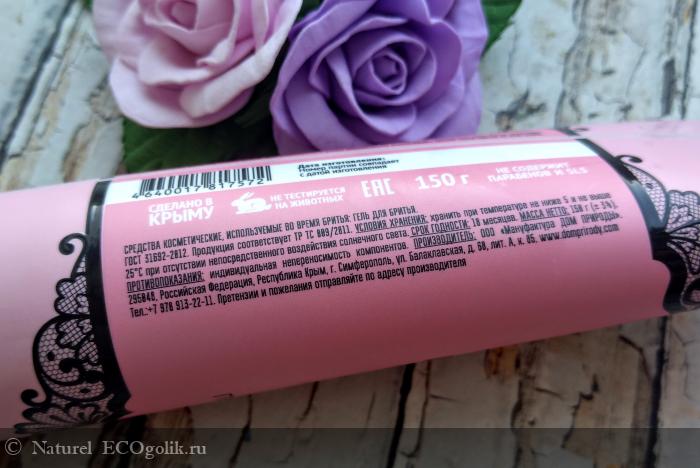 Дата изготовления:
Номер партии совпадает
с датой изготовления
4640017817572
СДЕЛАНО В
КРЫМУ
НЕ ТЕСТИРУЕТСЯ
НА ЖИВОТНЫХ
ЕАС
150 г
НЕ СОДЕРЖИТ
ПАРАБЕНОВ И SLS
СРЕДСТВА КОСМЕТИЧЕСКИЕ, ИСПОЛЬЗУЕМЫЕ ВО ВРЕМЯ БРИТЬЯ: ГЕЛЬ ДЛЯ БРИТЬЯ.
ГОСТ 31692-2012. Продукция соответствует ТР ТС 009/2011. УСЛОВИЯ ХРАНЕНИЯ: хранить при температуре не ниже 5 и не выше
25°С при отсутствии непосредственного воздействия солнечного света. СРОК ГОДНОСТИ: 18 месяцев. МАССА НЕТТО: 150 г (± 3%).
ПРОТИВОПОКАЗАНИЯ: индивидуальная непереносимость компонентов. ПРОИЗВОДИТЕЛЬ: ООО «Мануфактура ДОМ ПРИРОДЫ»,
295048, Российская Федерация, Республика Крым, г. Симферополь, ул. Балаклавская, д. 68, лит. А, к. 85. www.domprirody.com
Тел.:+7 978 913-22-11. Претензии и пожелания отправляйте по адресу производителя
© Naturel ECOgolik.ru